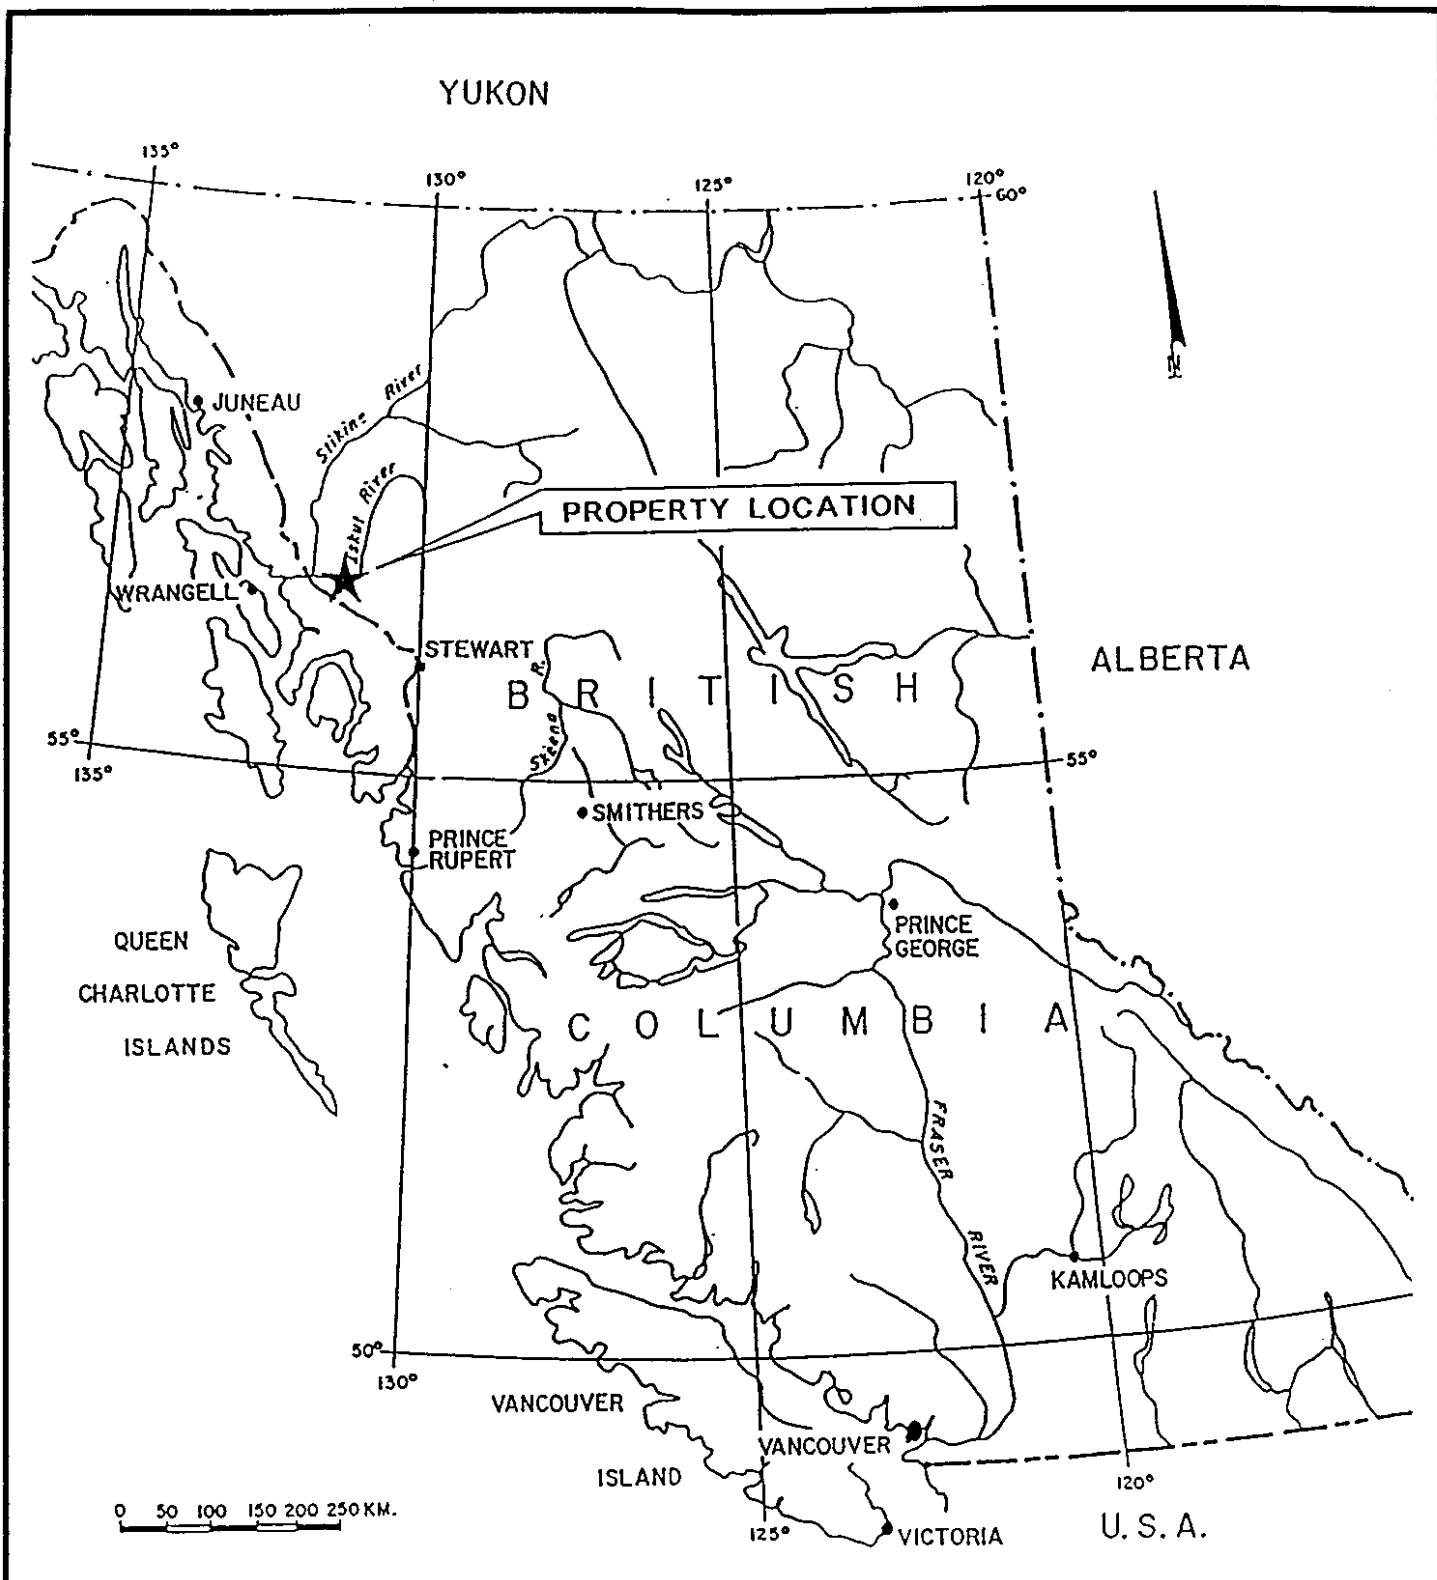 YUKON
135°
130°
125°
120°
60°
N
Stikine River
JUNEAU
Iskut River
PROPERTY LOCATION
WRANGELL
STEWART
ALBERTA
BRITISH
R.
Skeena
55°
135°
55°
SMITHERS
PRINCE
RUPERT
PRINCE
GEORGE
QUEEN
CHARLOTTE
ISLANDS
COLUMBIA
FRASER
RIVER
KAMLOOPS
50°
130°
VANCOUVER
ISLAND
VANCOUVER
120°
0 50 100 150 200 250 KM.
125°
VICTORIA
U.S.A.